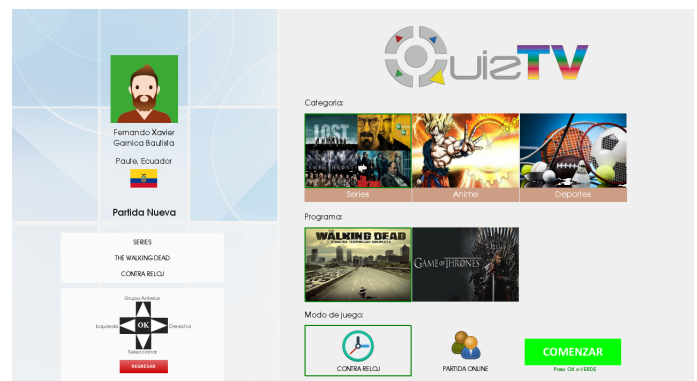 Fernando Xavier
Garnica Bautista
Paute, Ecuador
Partida Nueva
SERIES
THE WALKING DEAD
CONTRA RELOJ
Grupo Anterior
Izquierda
OK
Derecha
Seleccionar
REGRESAR
QuizTV
Categoria:
LOST
Series
Anime
Deportes
Programa:
WALKING DEAD
GAME OF THRONES
Modo de juego:
CONTRA RELOJ
PARTIDA ONLINE
COMENZAR
Press OK o VERDE